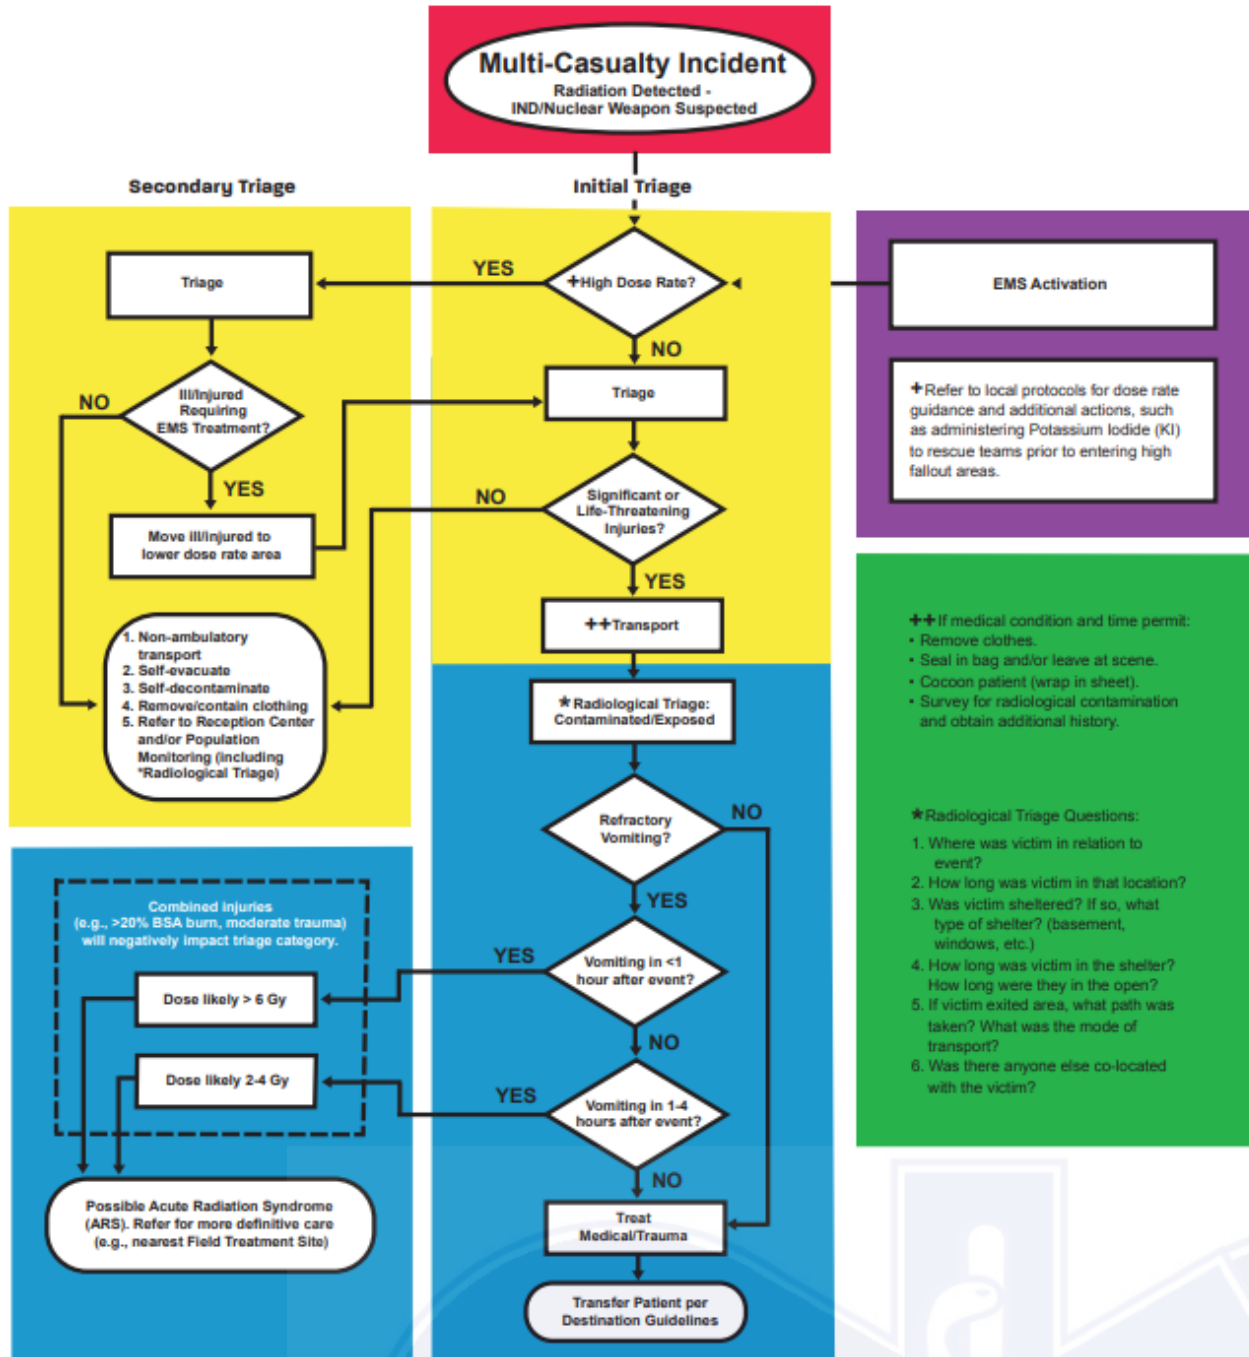 Multi-Casualty Incident
Radiation Detected -
IND/Nuclear Weapon Suspected
Secondary Triage
Initial Triage
Triage
YES
+High Dose Rate?
EMS Activation
NO
Triage
Ill/Injured
Requiring
EMS Treatment?
NO
YES
Move ill/injured to
lower dose rate area
+Refer to local protocols for dose rate
guidance and additional actions, such
as administering Potassium Iodide (KI)
to rescue teams prior to entering high
fallout areas.
NO
Significant or
Life-Threatening
Injuries?
YES
++Transport
1. Non-ambulatory
transport
2. Self-evacuate
3. Self-decontaminate
4. Remove/contain clothing
5. Refer to Reception Center
and/or Population
Monitoring (including
*Radiological Triage)
++If medical condition and time permit:
• Remove clothes.
• Seal in bag and/or leave at scene.
• Cocoon patient (wrap in sheet).
• Survey for radiological contamination
and obtain additional history.
*Radiological Triage:
Contaminated/Exposed
Refractory
Vomiting?
NO
YES
*Radiological Triage Questions:
1. Where was victim in relation to
event?
2. How long was victim in that location?
3. Was victim sheltered? If so, what
type of shelter? (basement,
windows, etc.)
4. How long was victim in the shelter?
How long were they in the open?
5. If victim exited area, what path was
taken? What was the mode of
transport?
6. Was there anyone else co-located
with the victim?
Combined injuries
(e.g., >20% BSA burn, moderate trauma)
will negatively impact triage category.
YES
Vomiting in <1
hour after event?
Dose likely > 6 Gy
NO
Dose likely 2-4 Gy
YES
Vomiting in 1-4
hours after event?
NO
Possible Acute Radiation Syndrome
(ARS). Refer for more definitive care
(e.g., nearest Field Treatment Site)
Treat
Medical/Trauma
Transfer Patient per
Destination Guidelines